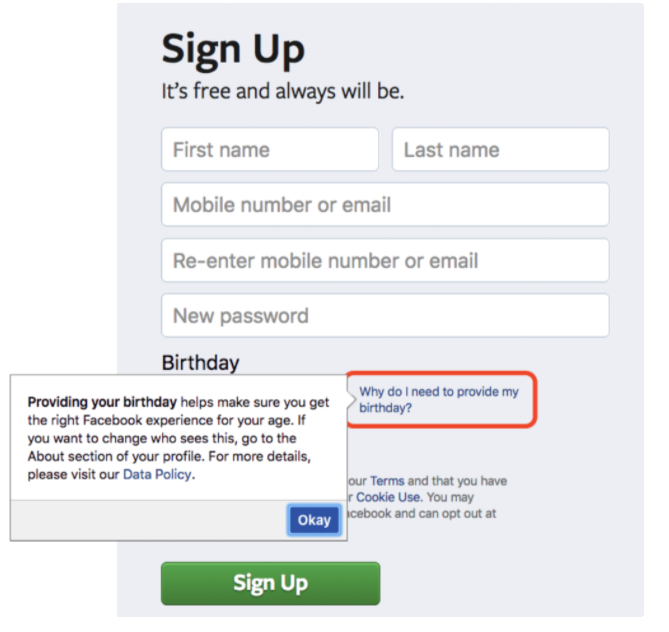 Sign Up
It's free and always will be.
First name Last name
Mobile number or email
Re-enter mobile number or email
New password
Birthday
Why do I need to provide my
birthday?
Providing your birthday helps make sure you get
the right Facebook experience for your age. If
you want to change who sees this, go to the
About section of your profile. For more details,
please visit our Data Policy.
Okay
our Terms and that you have
Cookie Use. You may
and can opt out at
Sign Up